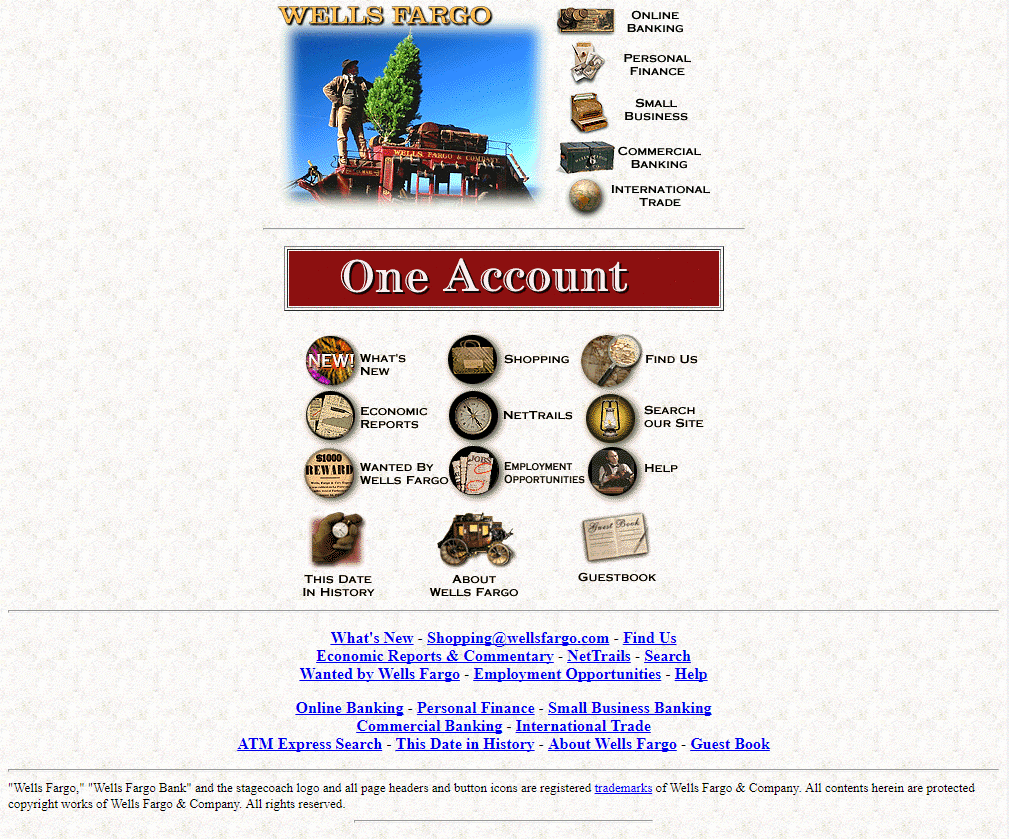 WELLS FARGO
ONLINE
BANKING
PERSONAL
FINANCE
SMALL
BUSINESS
COMMERCIAL
BANKING
INTERNATIONAL
TRADE
WELLS, FARGO & COMPANY.
One Account
NEW!
WHAT'S
NEW
SHOPPING
FIND US
ECONOMIC
REPORTS
NETTRAILS
SEARCH
OUR SITE
$1000
REWARD
WANTED BY
WELLS FARGO
JOBS
EMPLOYMENT
OPPORTUNITIES
HELP
THIS DATE
IN HISTORY
ABOUT
WELLS FARGO
Guest Book
GUESTBOOK
What's New - Shopping@wellsfargo.com - Find Us
Economic Reports & Commentary - NetTrails - Search
Wanted by Wells Fargo - Employment Opportunities - Help
Online Banking - Personal Finance - Small Business Banking
Commercial Banking - International Trade
ATM Express Search - This Date in History - About Wells Fargo - Guest Book
"Wells Fargo," "Wells Fargo Bank" and the stagecoach logo and all page headers and button icons are registered trademarks of Wells Fargo & Company. All contents herein are protected
copyright works of Wells Fargo & Company. All rights reserved.